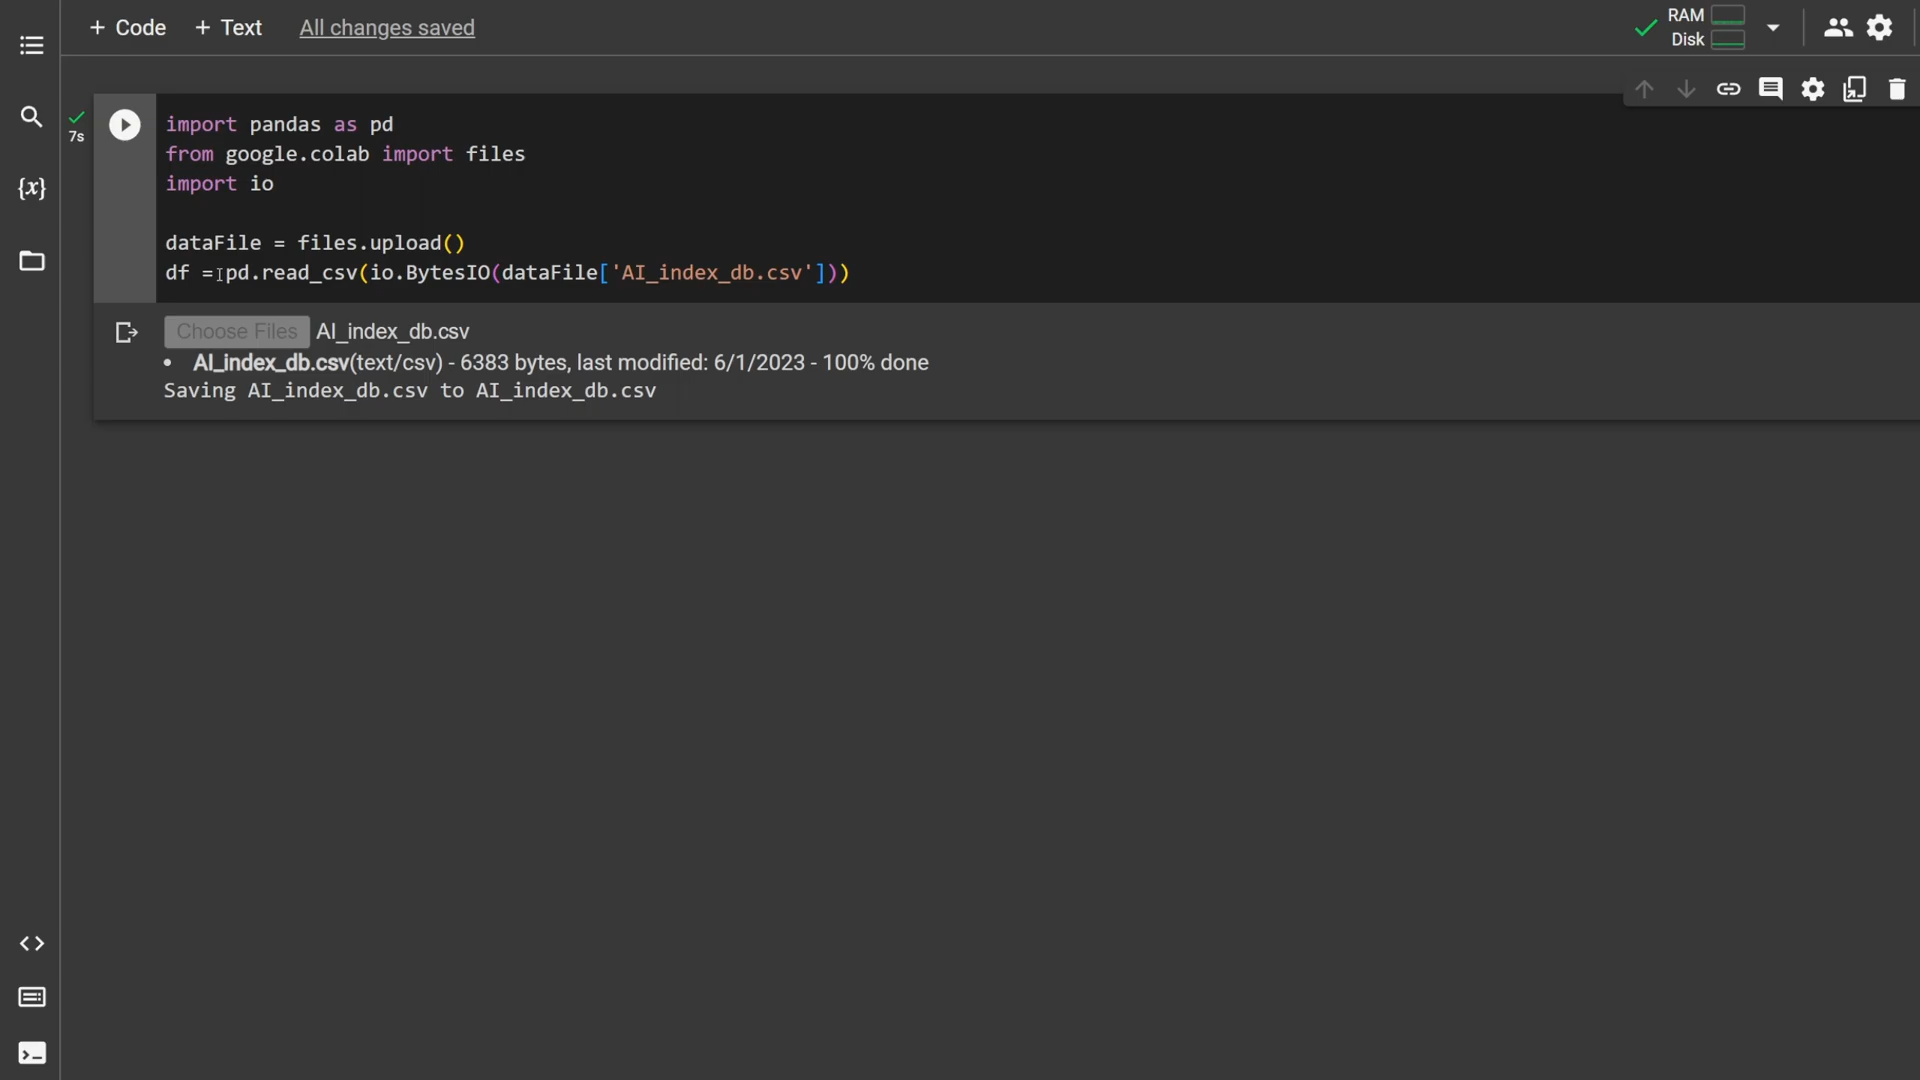 + Code + Text All changes saved
RAM
Disk
7s
{x}
import pandas as pd
from google.colab import files
import io
dataFile = files.upload()
df = pd.read_csv(io.BytesIO(dataFile['AI_index_db.csv']))
Choose Files AI_index_db.csv
• AI_index_db.csv(text/csv) - 6383 bytes, last modified: 6/1/2023 - 100% done
Saving AI_index_db.csv to AI_index_db.csv